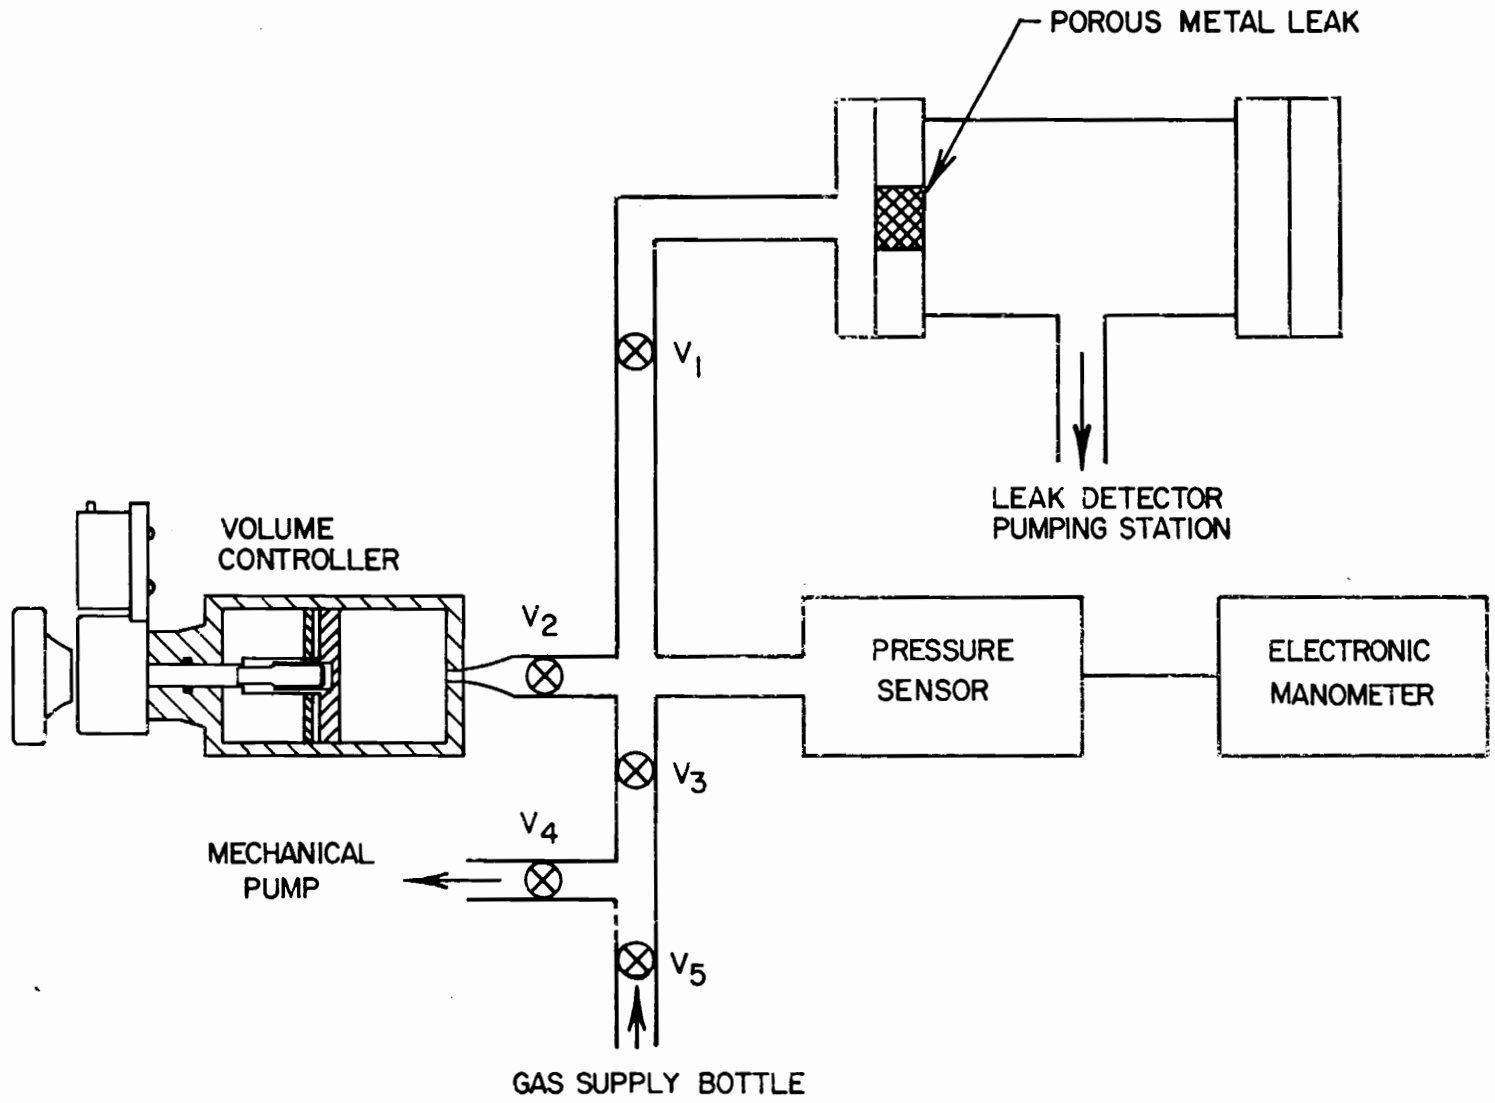 POROUS METAL LEAK
V1
LEAK DETECTOR
PUMPING STATION
VOLUME
CONTROLLER
V2
PRESSURE
SENSOR
ELECTRONIC
MANOMETER
V3
V4
MECHANICAL
PUMP
V5
GAS SUPPLY BOTTLE